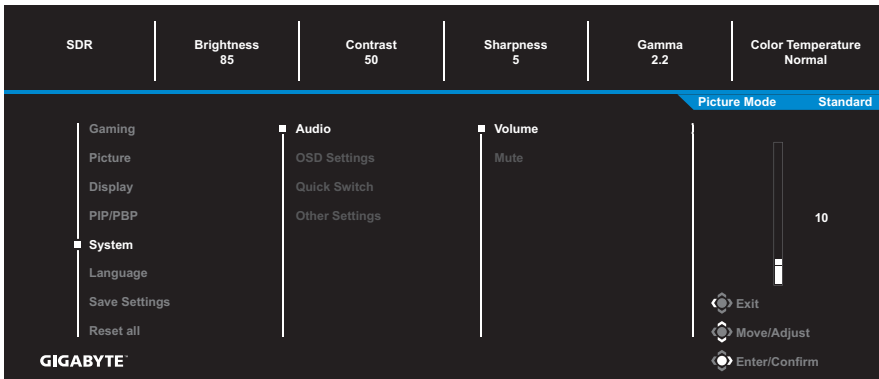 SDR
Brightness
85
Contrast
50
Sharpness
5
Gamma
2.2
Color Temperature
Normal
Picture Mode Standard
Gaming
Picture
Display
PIP/PBP
System
Language
Save Settings
Reset all
Audio
OSD Settings
Quick Switch
Other Settings
Volume
Mute
10
Exit
Move/Adjust
Enter/Confirm
GIGABYTE™